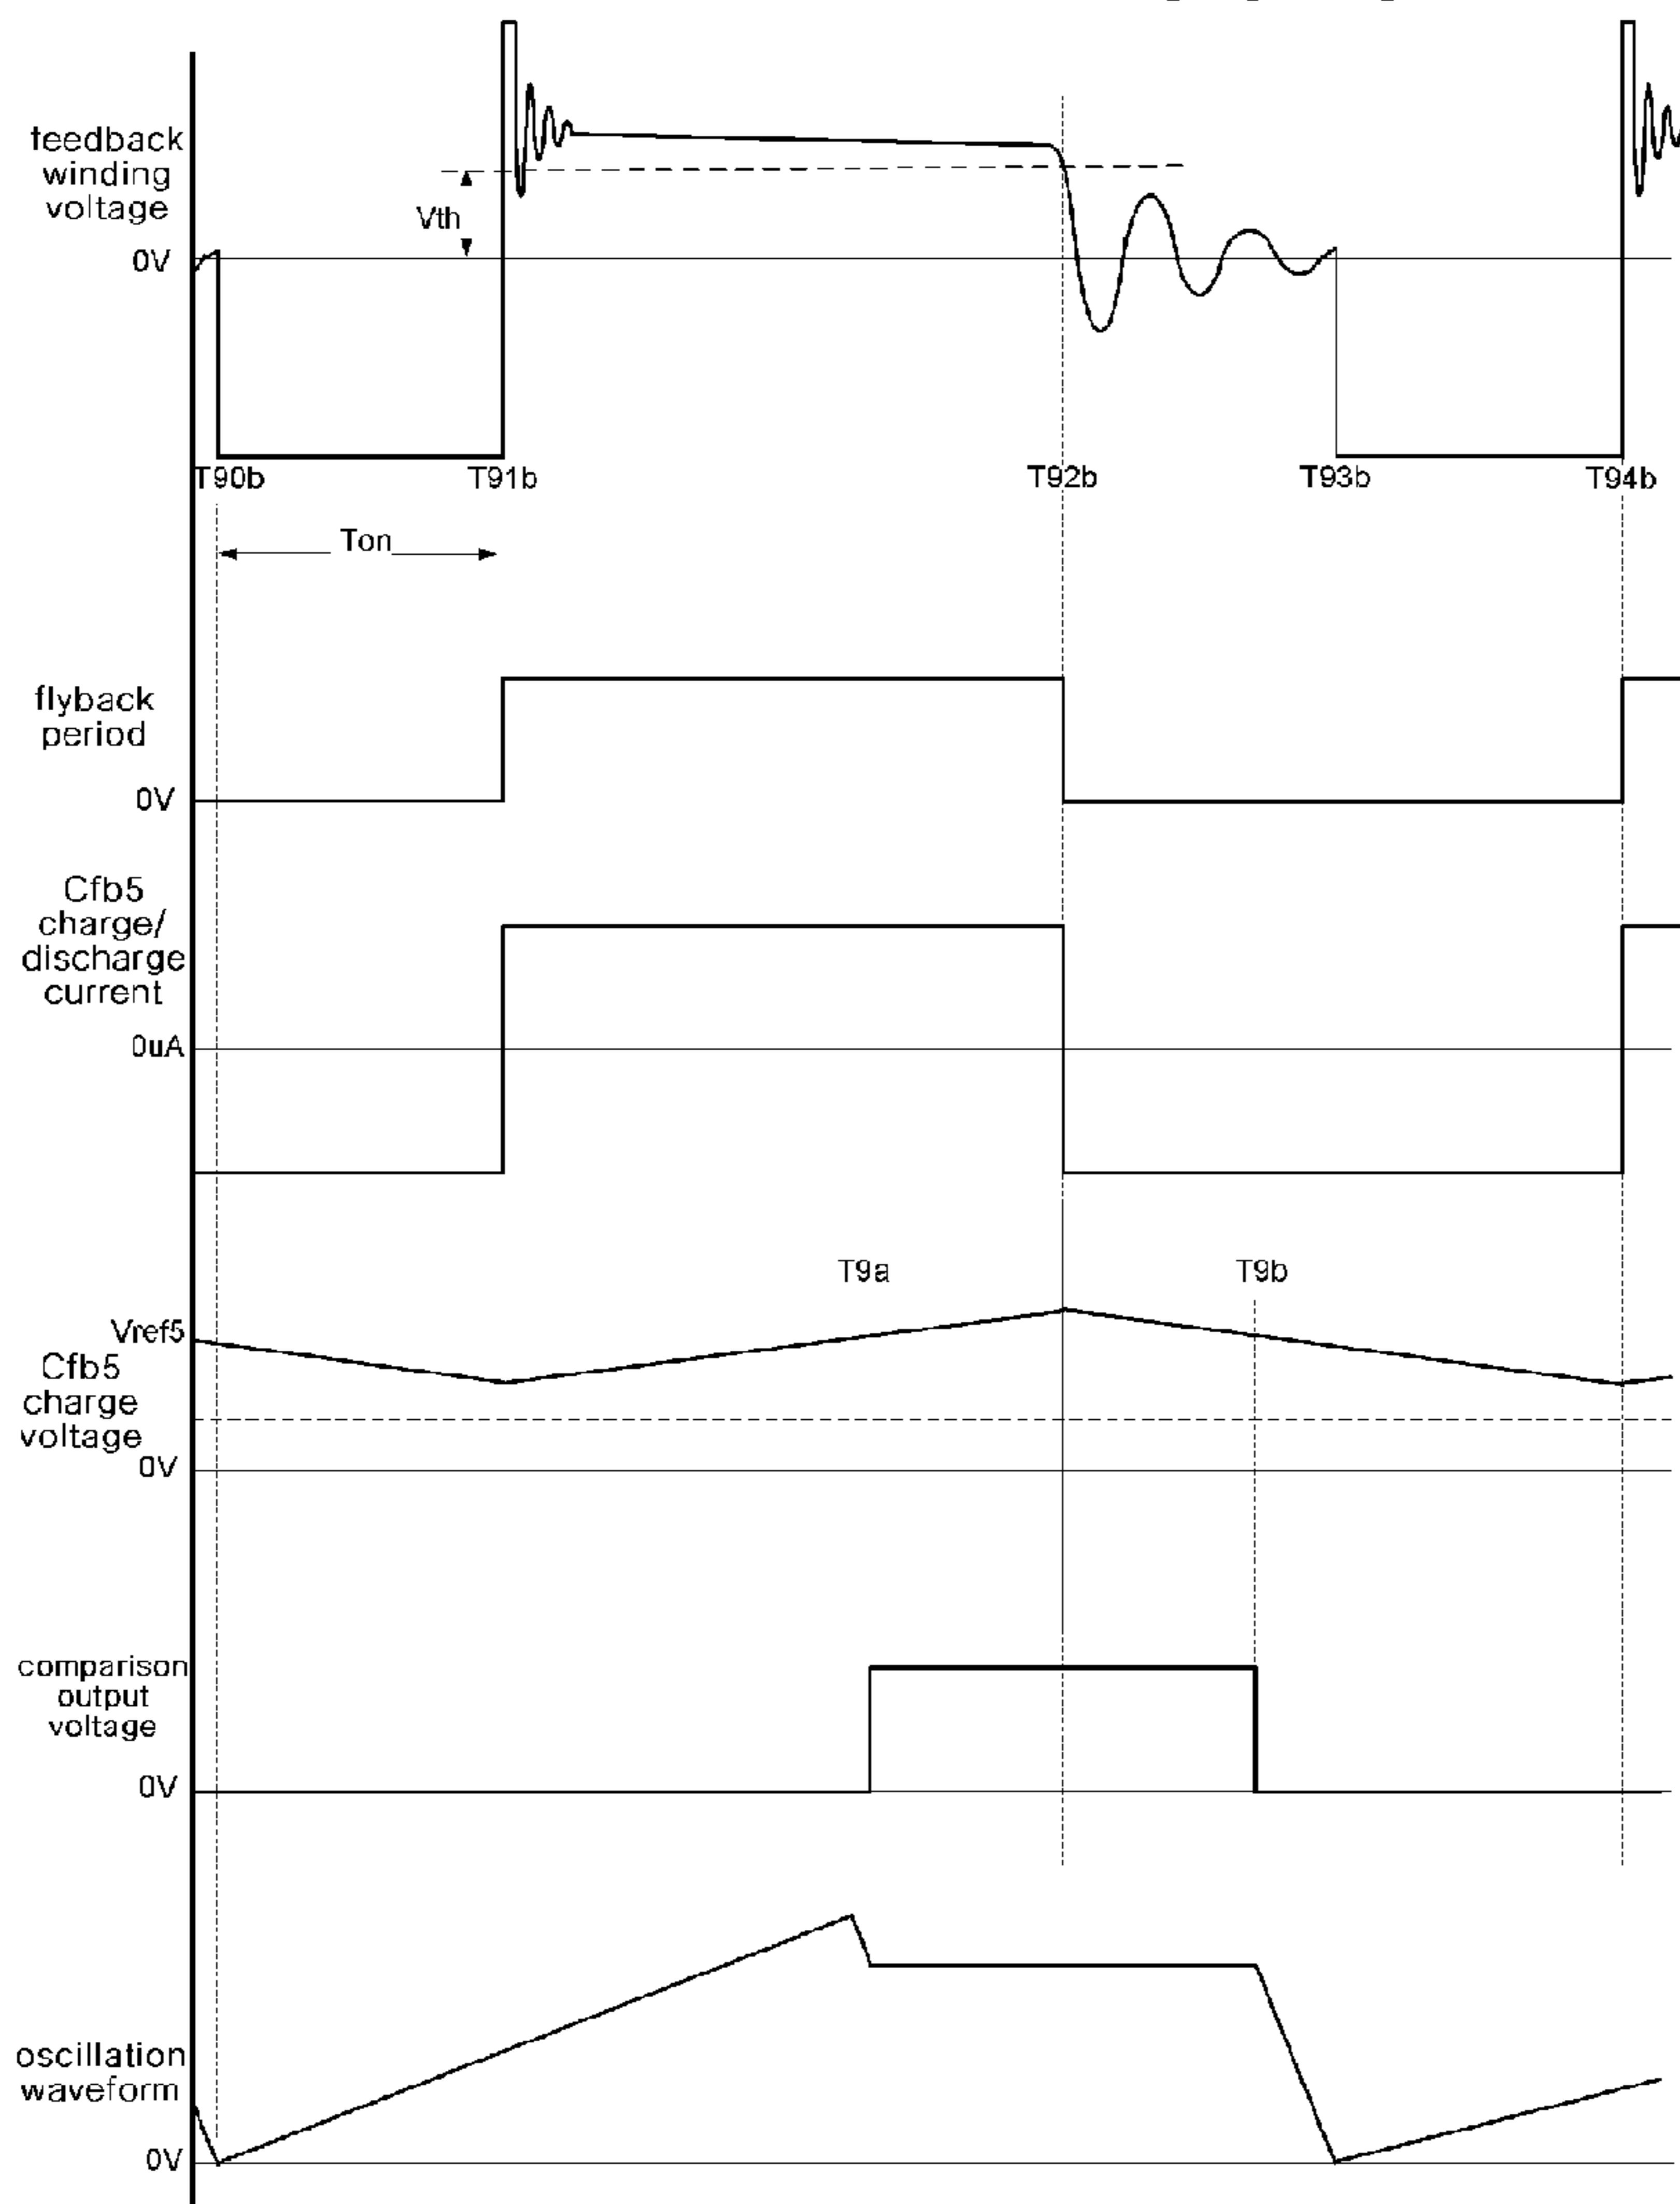 feedback
winding
voltage
Vth
0V
T90b
T91b
T92b
T93b
T94b
Ton
flyback
period
0V
Cfb5
charge/
discharge
current
0uA
T9a
T9b
Vref5
Cfb5
charge
voltage
0V
comparison
output
voltage
0V
oscillation
waveform
0V